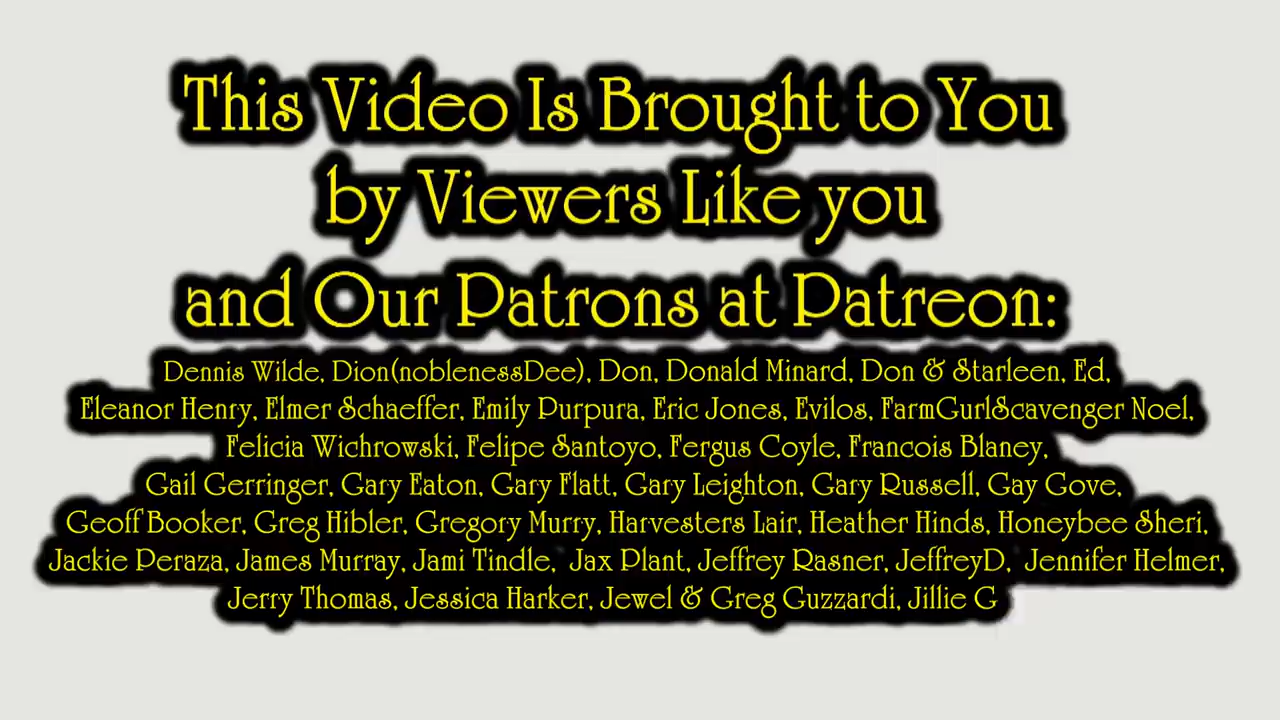 This Video Is Brought to You
by Viewers Like you
and Our Patrons at Patreon:
Dennis Wilde, Dion(noblenessDee), Don, Donald Minard, Don & Starleen, Ed,
Eleanor Henry, Elmer Schaeffer, Emily Purpura, Eric Jones, Evilos, FarmGurlScavenger Noel,
Felicia Wichrowski, Felipe Santoyo, Fergus Coyle, Francois Blaney,
Gail Gerringer, Gary Eaton, Gary Flatt, Gary Leighton, Gary Russell, Gay Gove,
Geoff Booker, Greg Hibler, Gregory Murry, Harvesters Lair, Heather Hinds, Honeybee Sheri,
Jackie Peraza, James Murray, Jami Tindle, Jax Plant, Jeffrey Rasner, JeffreyD, Jennifer Helmer,
Jerry Thomas, Jessica Harker, Jewel & Greg Guzzardi, Jillie G